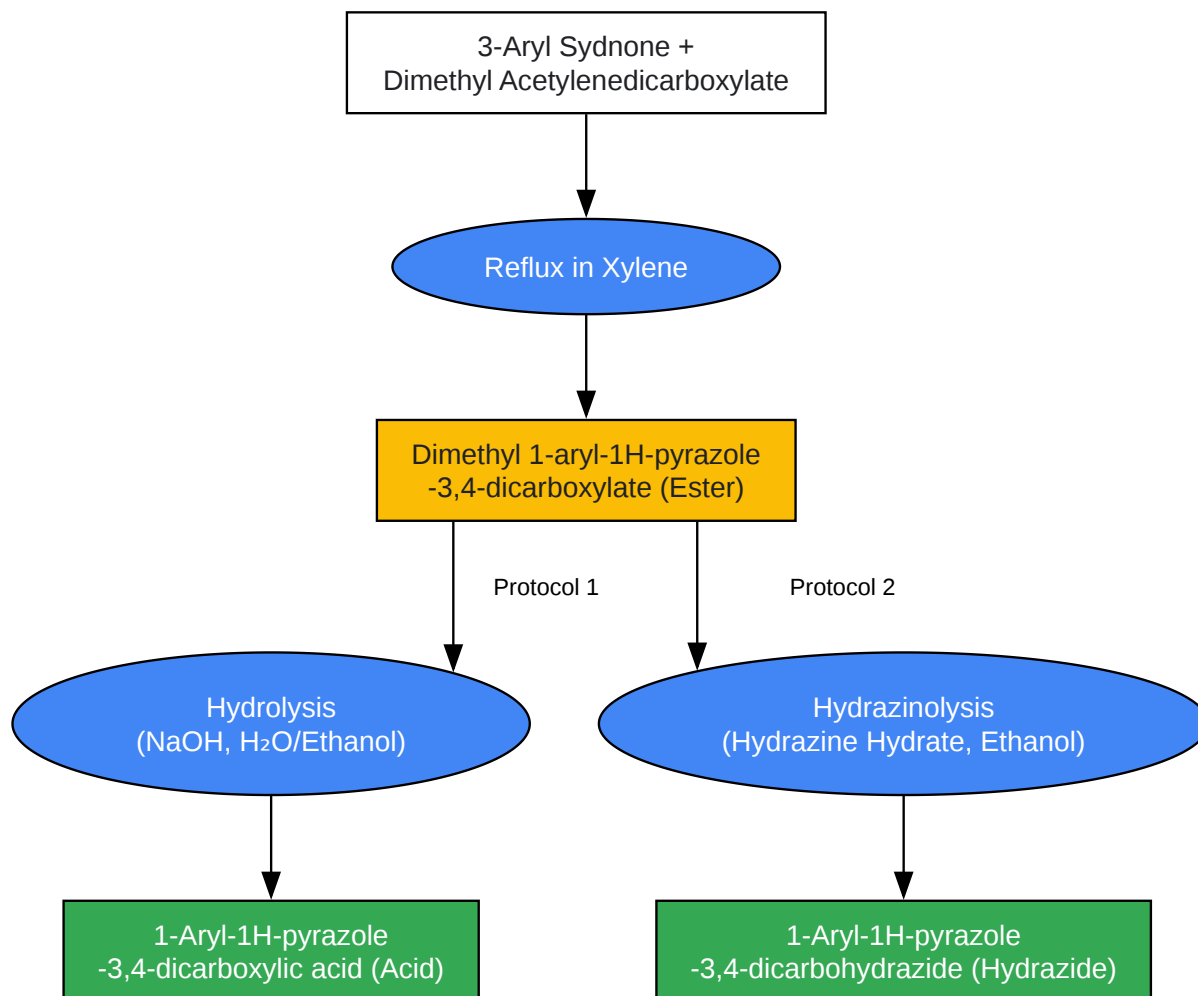 3-Aryl Sydnone +
Dimethyl Acetylenedicarboxylate
Reflux in Xylene
Dimethyl 1-aryl-1H-pyrazole
-3,4-dicarboxylate (Ester)
Protocol 1
Protocol 2
Hydrolysis
(NaOH, H₂O/Ethanol)
Hydrazinolysis
(Hydrazine Hydrate, Ethanol)
1-Aryl-1H-pyrazole
-3,4-dicarboxylic acid (Acid)
1-Aryl-1H-pyrazole
-3,4-dicarbohydrazide (Hydrazide)